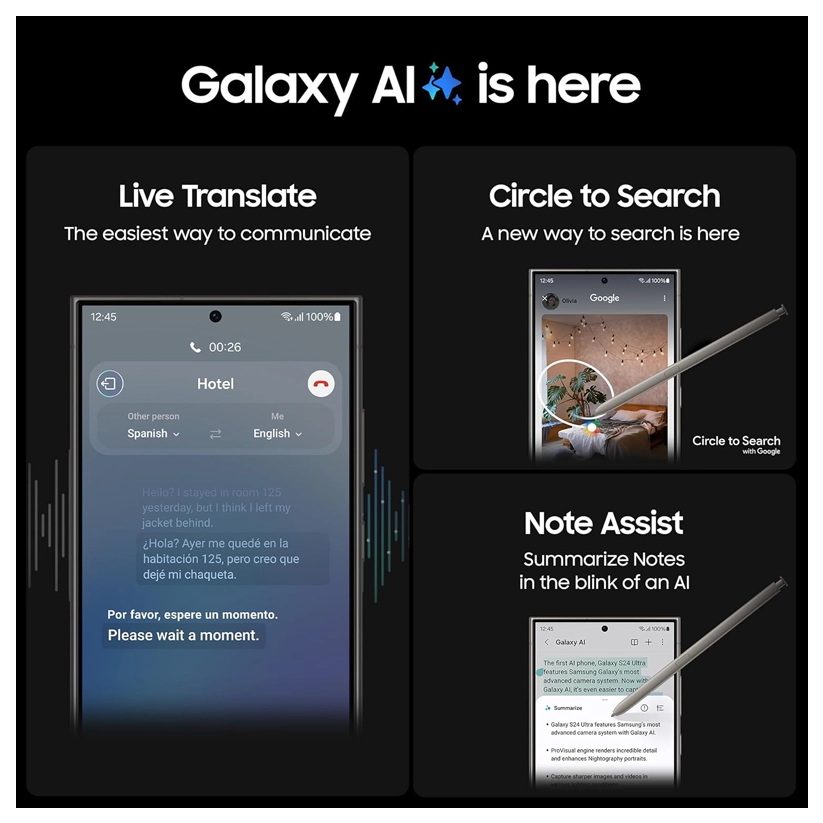 Galaxy AI is here
Live Translate
The easiest way to communicate
12:45
100%
00:26
Hotel
Other person
Me
Spanish
English
Hello? I stayed in room 125
yesterday, but I think I left my
jacket behind.
¿Hola? Ayer me quedé en la
habitación 125, pero creo que
dejé mi chaqueta.
Por favor, espere un momento.
Please wait a moment.
Circle to Search
A new way to search is here
12:45
100%
Olivia
Google
Circle to Search
with Google
Note Assist
Summarize Notes
in the blink of an AI
12:45
100%
Galaxy AI
The first AI phone, Galaxy S24 Ultra
features Samsung Galaxy's most
advanced camera system. Now with
Galaxy AI, it's even easier to
Summarize
• Galaxy S24 Ultra features Samsung's most
advanced camera system with Galaxy AI.
• ProVisual engine renders incredible detail
and enhances Nightography portraits.
• Capture sharper images and videos in